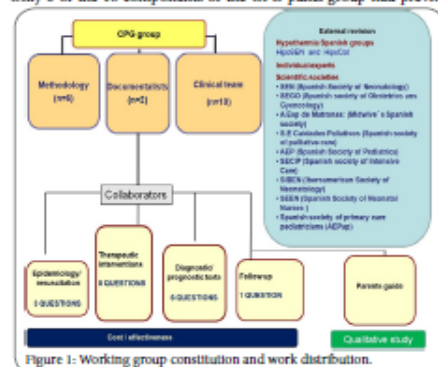 CPG group
Methodology
(n=6)
Documentalists
(n=2)
Clinical team
(n=13)
External revision
Hypothermia Spanish groups
HipoSEN and HipoCat
Individual experts
Scientific societies
• SEN (Spanish Society of Neonatology)
• SEGO (Spanish society of Obstetrics and
Gynecology)
• A.Esp de Matronas: (Midwive´s Spanish
society)
• S.E Cuidados Paliativos (Spanish society
of palliative care)
• AEP (Spanish Society of Pediatrics)
• SECIP (Spanish society of Intensive
Care)
• SIBEN (Iberoamerican Society of
Neonatology)
• SEEN (Spanish Society of Neonatal
Nurses )
• Spanish society of primary care
pediatricians (AEPap)
Collaborators
Epidemiology/
resuscitation
5 QUESTIONS
Therapeutic
interventions
8 QUESTIONS
Diagnostic/
prognostic tests
6 QUESTIONS
Follow up
1 QUESTION
Parents guide
Cost / effectiveness
Qualitative study
Figure 1: Working group constitution and work distribution.